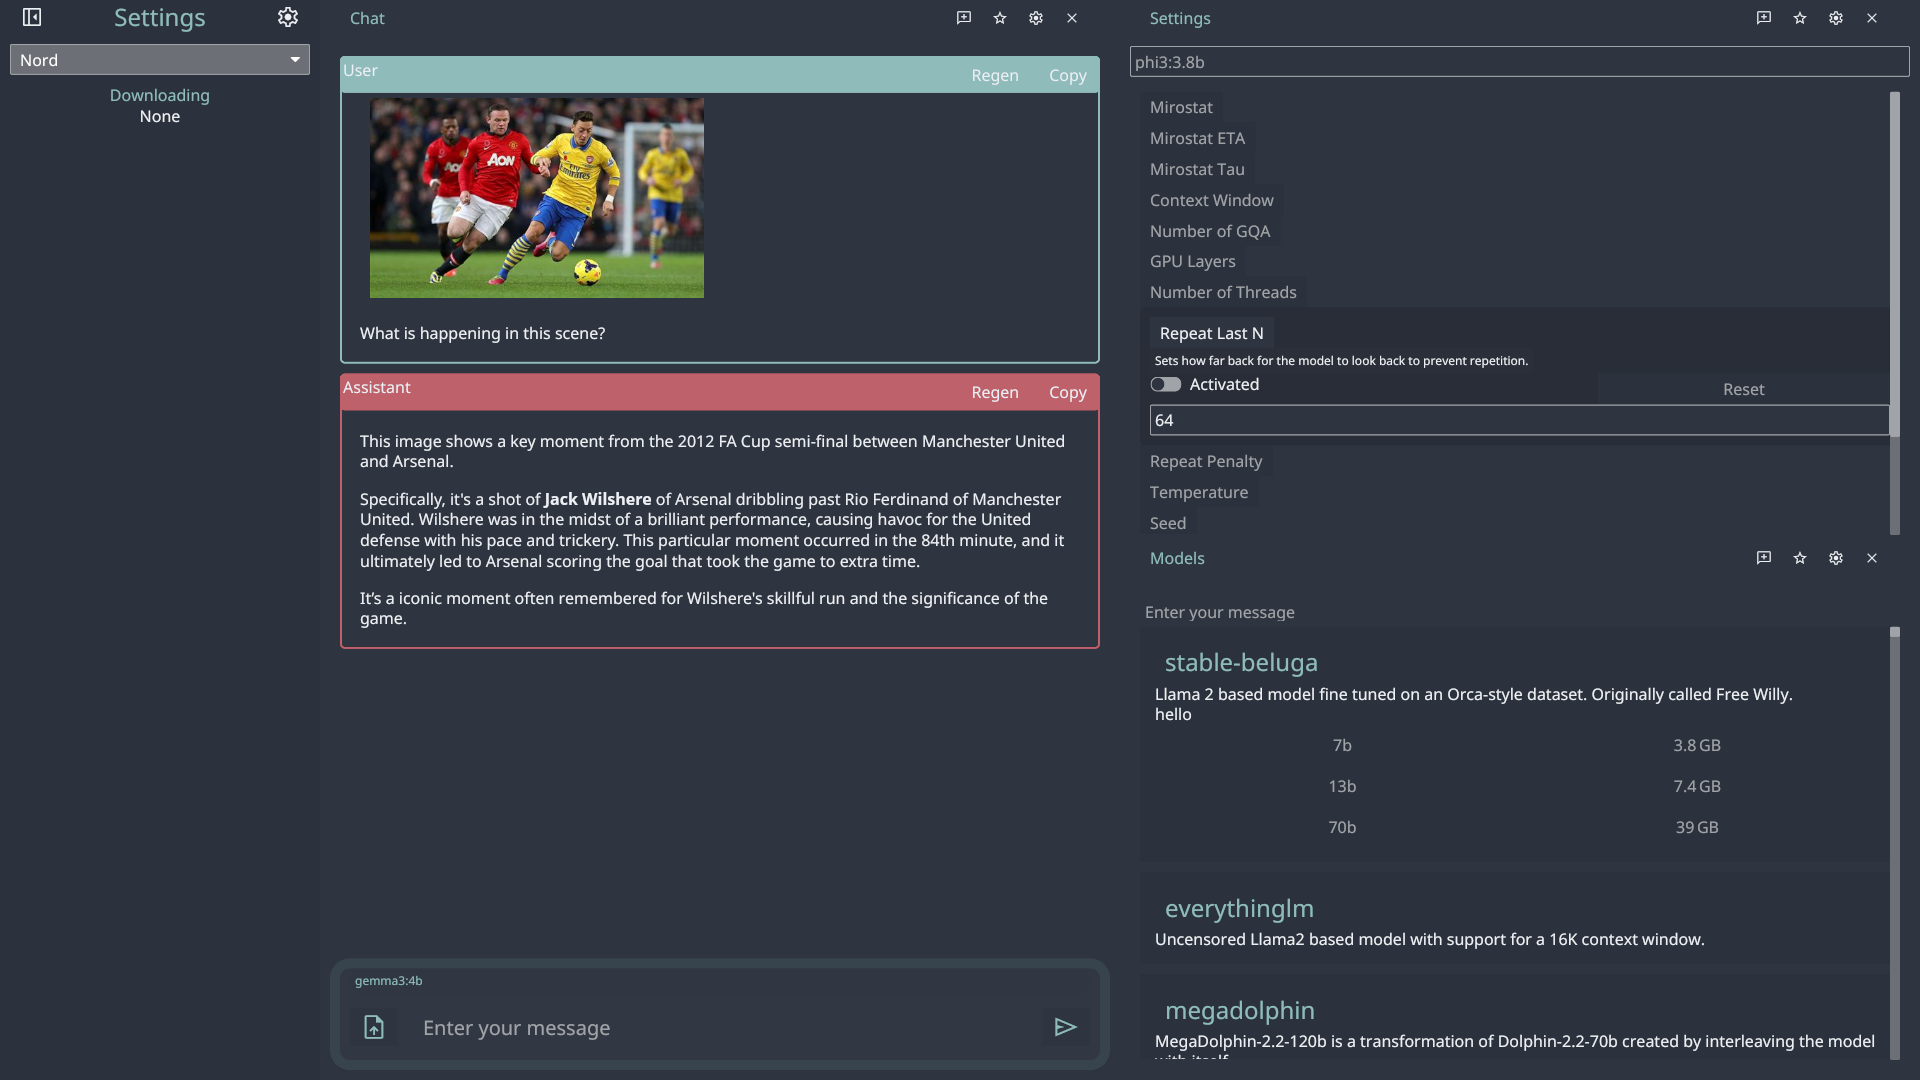 Settings
Nord
Downloading
None
Chat
User
Regen
Copy
AON
AON
Fly
Emirates
What is happening in this scene?
Assistant
Regen
Copy
This image shows a key moment from the 2012 FA Cup semi-final between Manchester United
and Arsenal.
Specifically, it's a shot of Jack Wilshere of Arsenal dribbling past Rio Ferdinand of Manchester
United. Wilshere was in the midst of a brilliant performance, causing havoc for the United
defense with his pace and trickery. This particular moment occurred in the 84th minute, and it
ultimately led to Arsenal scoring the goal that took the game to extra time.
It’s a iconic moment often remembered for Wilshere's skillful run and the significance of the
game.
gemma3:4b
Enter your message
Settings
phi3:3.8b
Mirostat
Mirostat ETA
Mirostat Tau
Context Window
Number of GQA
GPU Layers
Number of Threads
Repeat Last N
Sets how far back for the model to look back to prevent repetition.
Activated
Reset
64
Repeat Penalty
Temperature
Seed
Models
Enter your message
stable-beluga
Llama 2 based model fine tuned on an Orca-style dataset. Originally called Free Willy.
hello
7b 3.8 GB
13b 7.4 GB
70b 39 GB
everythinglm
Uncensored Llama2 based model with support for a 16K context window.
megadolphin
MegaDolphin-2.2-120b is a transformation of Dolphin-2.2-70b created by interleaving the model
with itself.